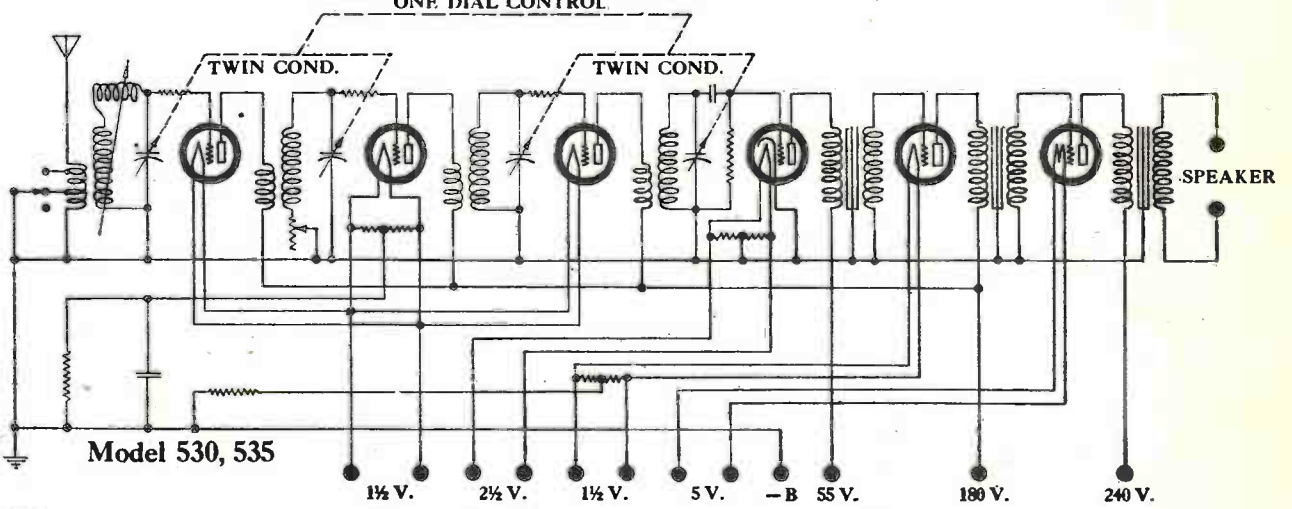 ONE DIAL CONTROL
TWIN COND.
TWIN COND.
SPEAKER
Model 530, 535
1½ V.
2½ V.
1½ V.
5 V.
—B
55 V.
180 V.
240 V.